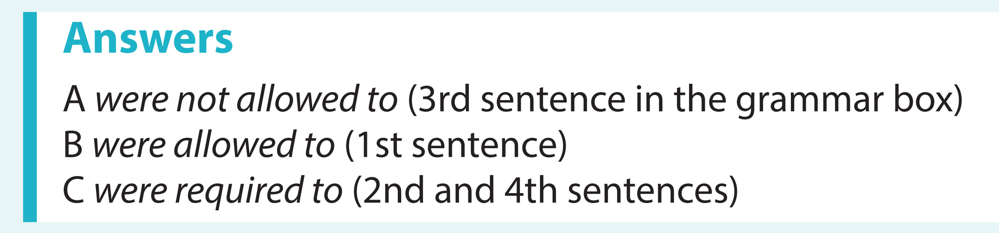 Answers
A were not allowed to (3rd sentence in the grammar box)
B were allowed to (1st sentence)
C were required to (2nd and 4th sentences)